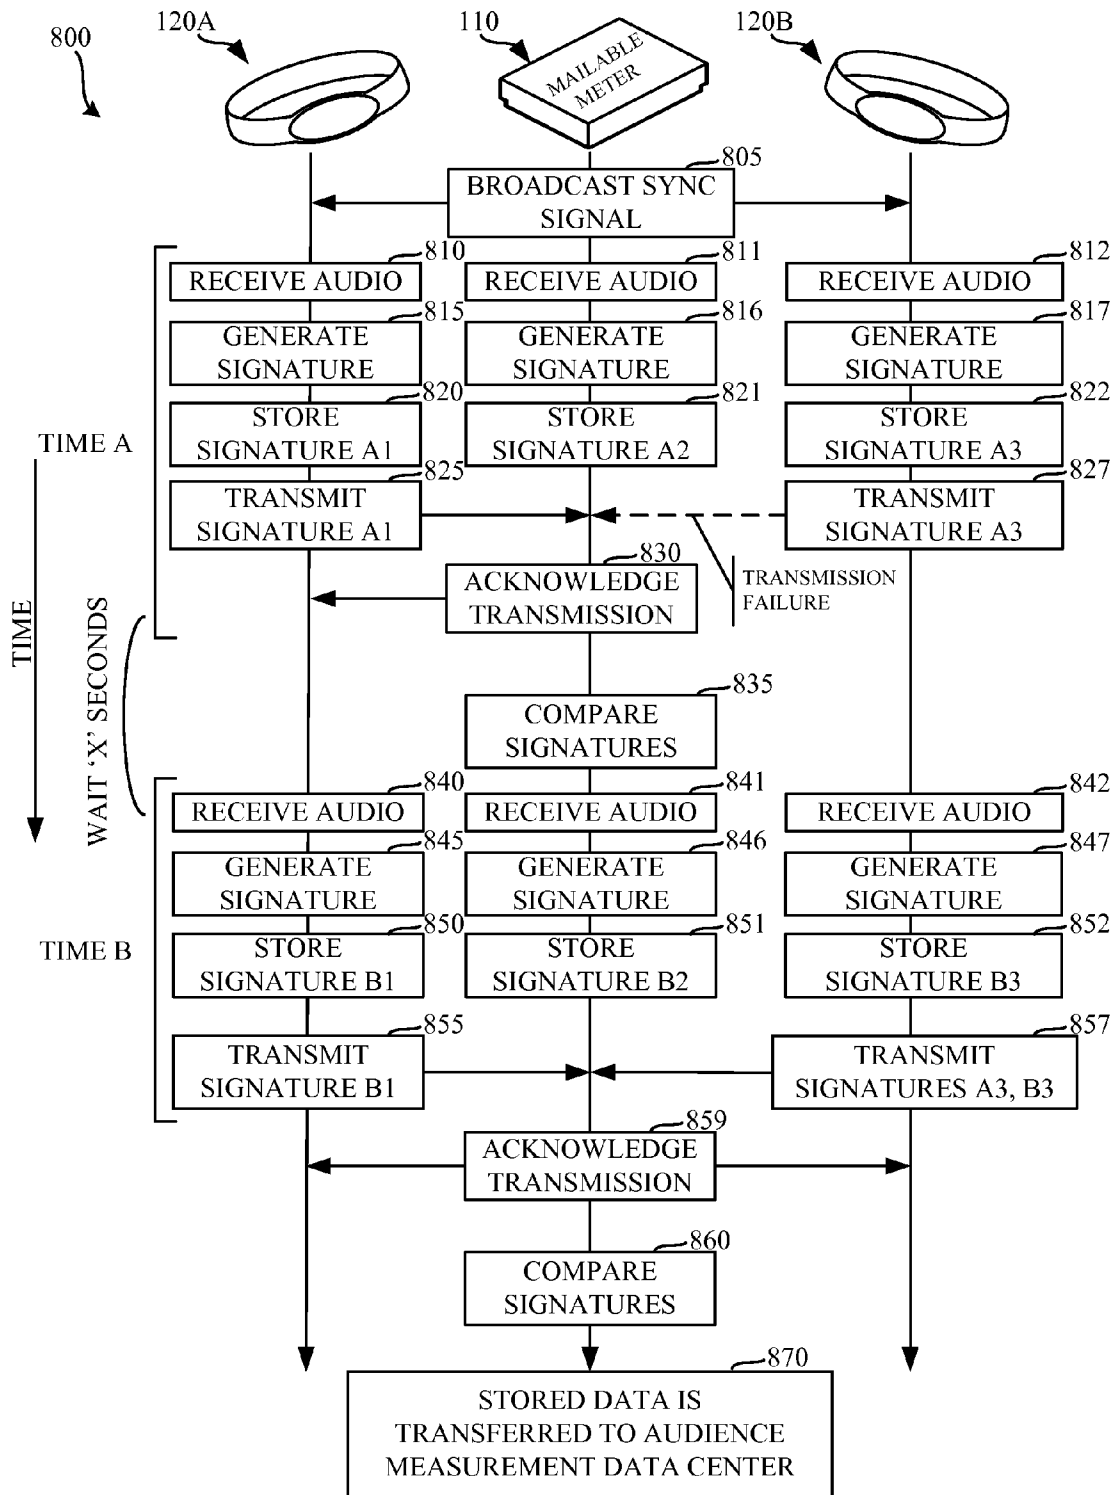 800
120A
110
120B
MAILABLE
METER
805
BROADCAST SYNC
SIGNAL
810
811
812
RECEIVE AUDIO
RECEIVE AUDIO
RECEIVE AUDIO
815
816
817
GENERATE
SIGNATURE
GENERATE
SIGNATURE
GENERATE
SIGNATURE
820
821
822
TIME A
STORE
SIGNATURE A1
STORE
SIGNATURE A2
STORE
SIGNATURE A3
825
827
TRANSMIT
SIGNATURE A1
TRANSMIT
SIGNATURE A3
830
ACKNOWLEDGE
TRANSMISSION
TRANSMISSION
FAILURE
TIME
WAIT ‘X’ SECONDS
835
COMPARE
SIGNATURES
840
841
842
RECEIVE AUDIO
RECEIVE AUDIO
RECEIVE AUDIO
845
846
847
GENERATE
SIGNATURE
GENERATE
SIGNATURE
GENERATE
SIGNATURE
850
851
852
TIME B
STORE
SIGNATURE B1
STORE
SIGNATURE B2
STORE
SIGNATURE B3
855
857
TRANSMIT
SIGNATURE B1
TRANSMIT
SIGNATURES A3, B3
859
ACKNOWLEDGE
TRANSMISSION
860
COMPARE
SIGNATURES
870
STORED DATA IS
TRANSFERRED TO AUDIENCE
MEASUREMENT DATA CENTER